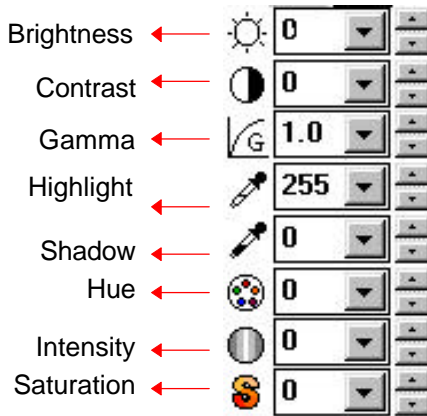 Brightness 0
Contrast 0
Gamma G 1.0
Highlight 255
Shadow 0
Hue 0
Intensity 0
Saturation S 0